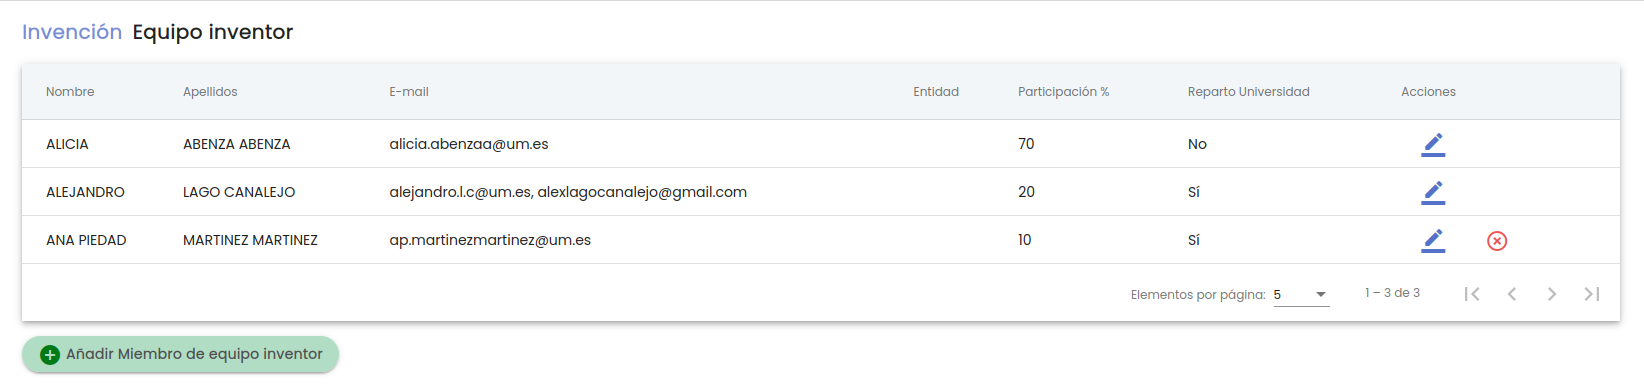 Invención Equipo inventor
Nombre Apellidos E-mail Entidad Participación % Reparto Universidad Acciones
ALICIA ABENZA ABENZA alicia.abenzaa@um.es 70 No
ALEJANDRO LAGO CANALEJO alejandro.l.c@um.es, alexlagocanalejo@gmail.com 20 Sí
ANA PIEDAD MARTINEZ MARTINEZ ap.martinezmartinez@um.es 10 Sí
Elementos por página: 5 1 – 3 de 3
Añadir Miembro de equipo inventor